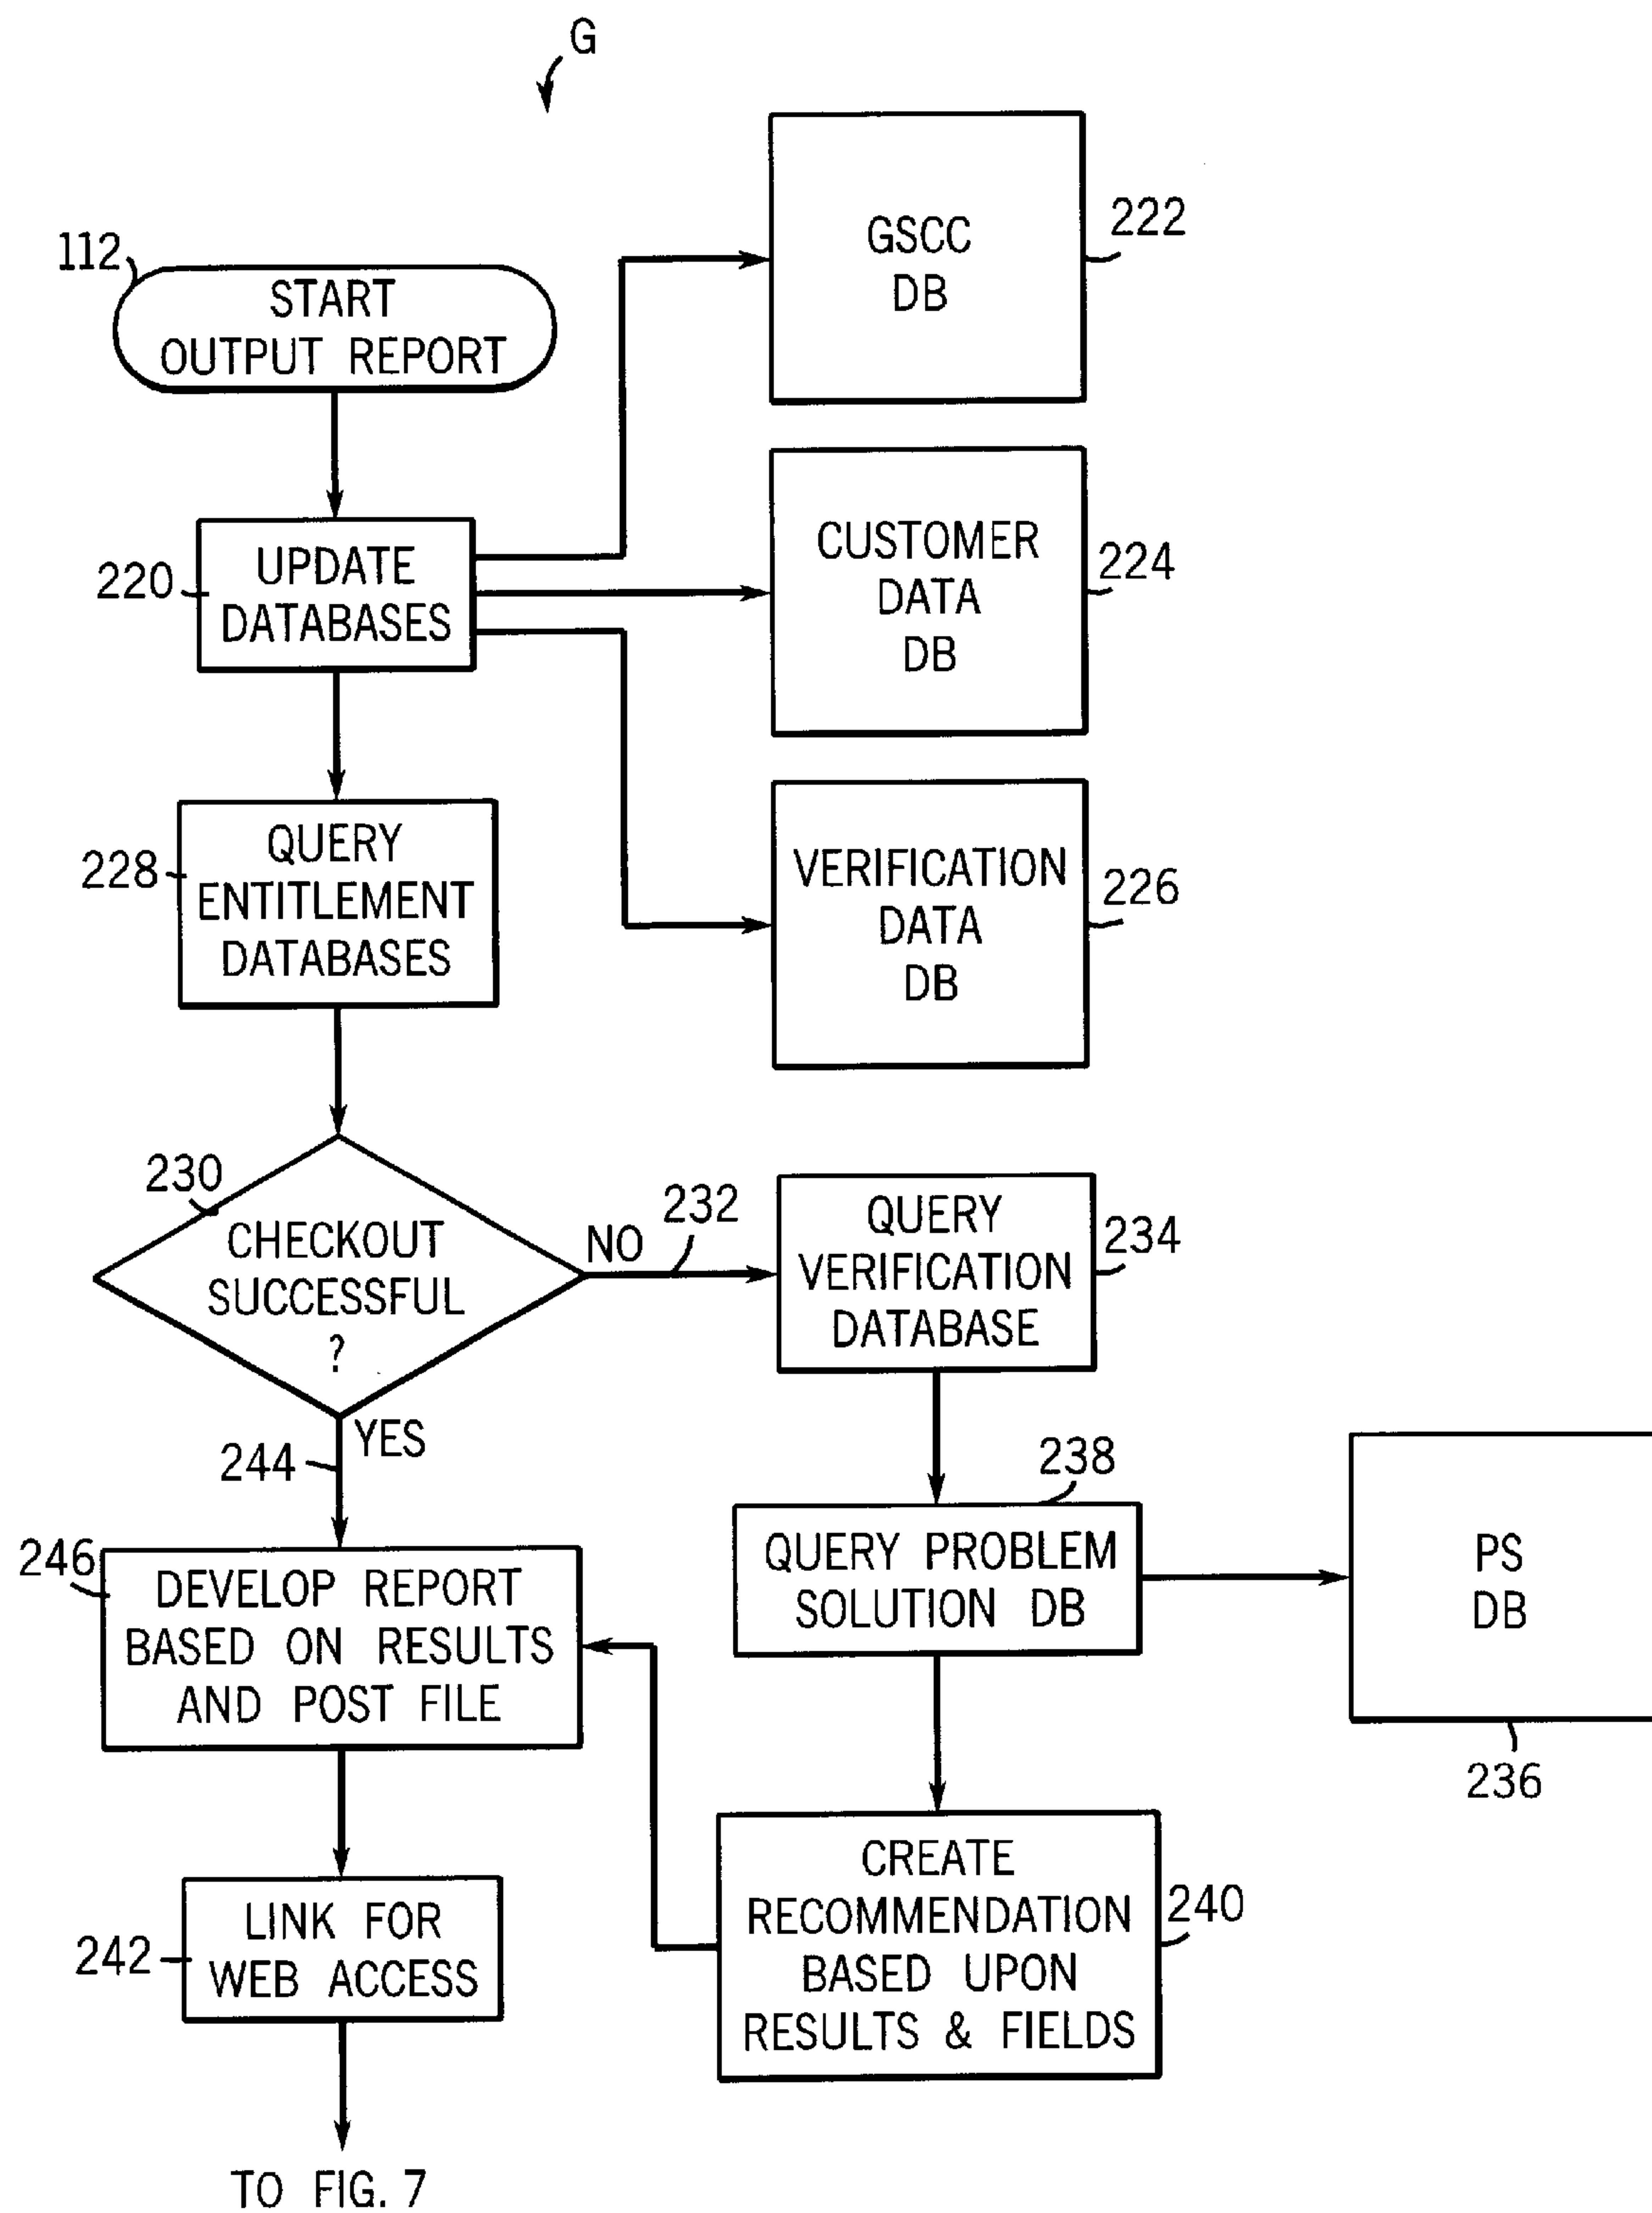 G
112
START
OUTPUT REPORT
GSCC
DB
222
220
UPDATE
DATABASES
CUSTOMER
DATA
DB
224
228
QUERY
ENTITLEMENT
DATABASES
VERIFICATION
DATA
DB
226
230
CHECKOUT
SUCCESSFUL
?
NO
232
QUERY
VERIFICATION
DATABASE
234
YES
244
238
QUERY PROBLEM
SOLUTION DB
PS
DB
236
246
DEVELOP REPORT
BASED ON RESULTS
AND POST FILE
CREATE
RECOMMENDATION
BASED UPON
RESULTS & FIELDS
240
242
LINK FOR
WEB ACCESS
TO FIG. 7